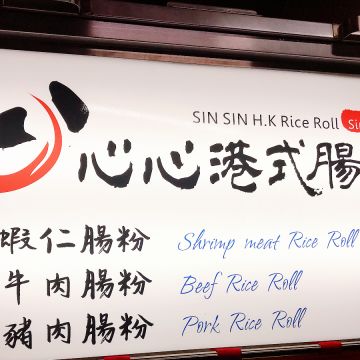 SIN SIN H.K Rice Roll
心心港式腸
蝦仁腸粉 Shrimp meat Rice Roll
牛肉腸粉 Beef Rice Roll
豬肉腸粉 Pork Rice Roll